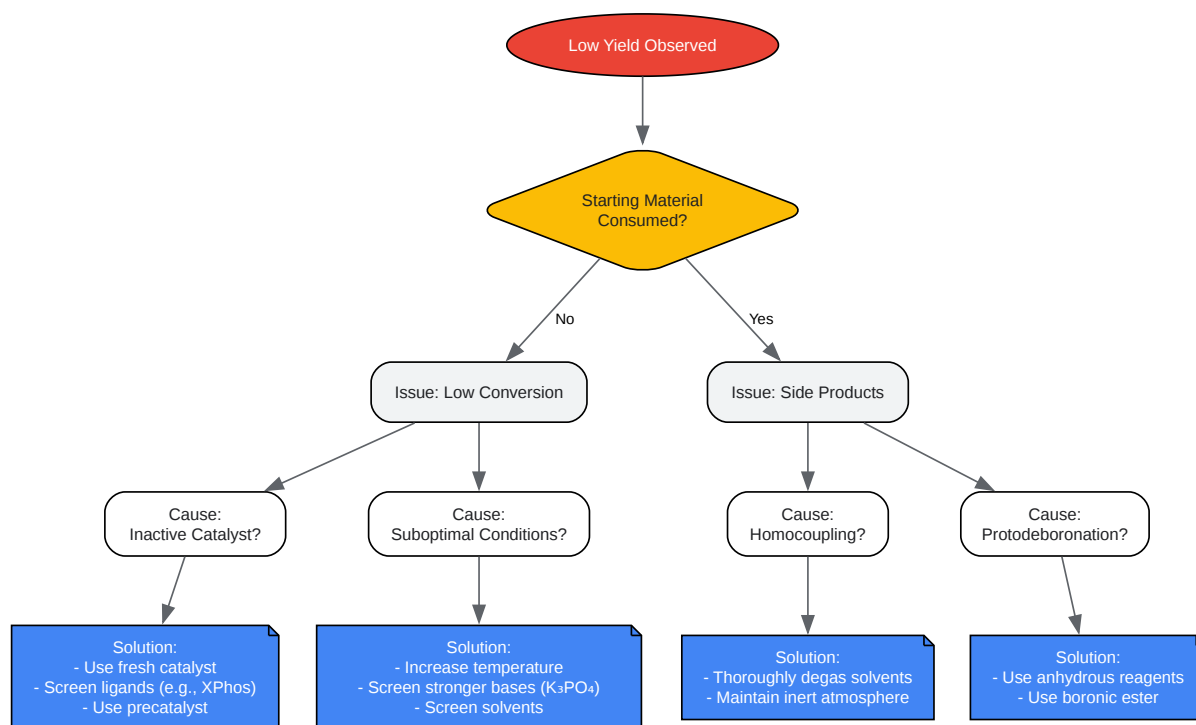 Low Yield Observed
Starting Material
Consumed?
No
Yes
Issue: Low Conversion
Issue: Side Products
Cause:
Inactive Catalyst?
Cause:
Suboptimal Conditions?
Cause:
Homocoupling?
Cause:
Protodeboronation?
Solution:
- Use fresh catalyst
- Screen ligands (e.g., XPhos)
- Use precatalyst
Solution:
- Increase temperature
- Screen stronger bases (K₃PO₄)
- Screen solvents
Solution:
- Thoroughly degas solvents
- Maintain inert atmosphere
Solution:
- Use anhydrous reagents
- Use boronic ester